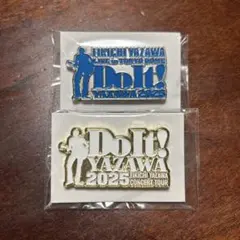 EIKICHI YAZAWA
LIVE in TOKYO DOME
Do It!
YAZAWA 2025
Do It!
YAZAWA
2025 EIKICHI YAZAWA
CONCERT TOUR